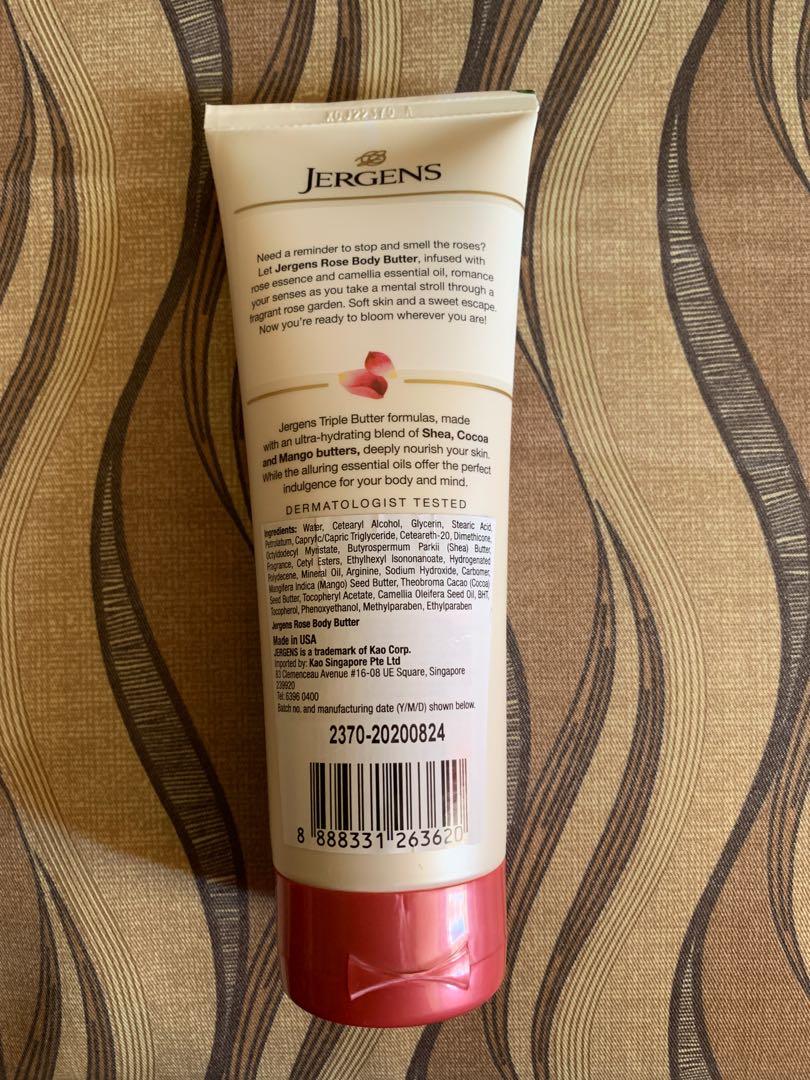 JERGENS
Need a reminder to stop and smell the roses?
Let Jergens Rose Body Butter, infused with
rose essence and camellia essential oil, romance
your senses as you take a mental stroll through a
fragrant rose garden. Soft skin and a sweet escape.
Now you're ready to bloom wherever you are!
Jergens Triple Butter formulas, made
with an ultra-hydrating blend of Shea, Cocoa
and Mango butters, deeply nourish your skin.
While the alluring essential oils offer the perfect
indulgence for your body and mind.
DERMATOLOGIST TESTED
Ingredients: Water, Cetearyl Alcohol, Glycerin, Stearic Acid,
Petrolatum, Caprylic/Capric Triglyceride, Ceteareth-20, Dimethicone,
Octyldodecyl Myristate, Butyrospermum Parkii (Shea) Butter,
Fragrance, Cetyl Esters, Ethylhexyl Isononanoate, Hydrogenated
Polydecene, Mineral Oil, Arginine, Sodium Hydroxide, Carbomer,
Mangifera Indica (Mango) Seed Butter, Theobroma Cacao (Cocoa)
Seed Butter, Tocopheryl Acetate, Camellia Oleifera Seed Oil, BHT,
Tocopherol, Phenoxyethanol, Methylparaben, Ethylparaben
Jergens Rose Body Butter
Made in USA
JERGENS is a trademark of Kao Corp.
Imported by: Kao Singapore Pte Ltd
83 Clemenceau Avenue #16-08 UE Square, Singapore
239920
Tel: 6396 0400
Batch no. and manufacturing date (Y/M/D) shown below.
2370-20200824
8 888331 263620